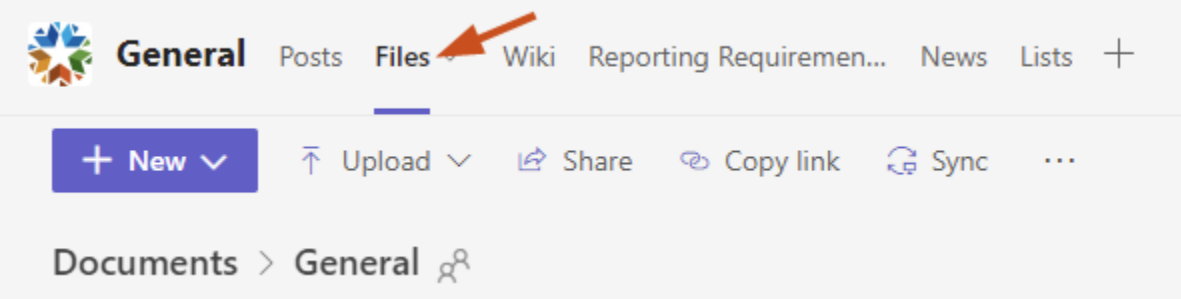 General Posts Files Wiki Reporting Requiremen... News Lists
New Upload Share Copy link Sync ...
Documents > General